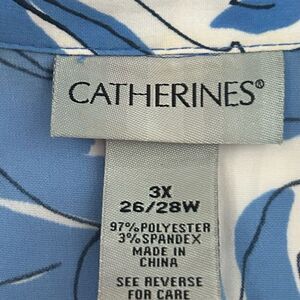 CATHERINES®
3X
26/28W
97% POLYESTER
3% SPANDEX
MADE IN
CHINA
SEE REVERSE
FOR CARE